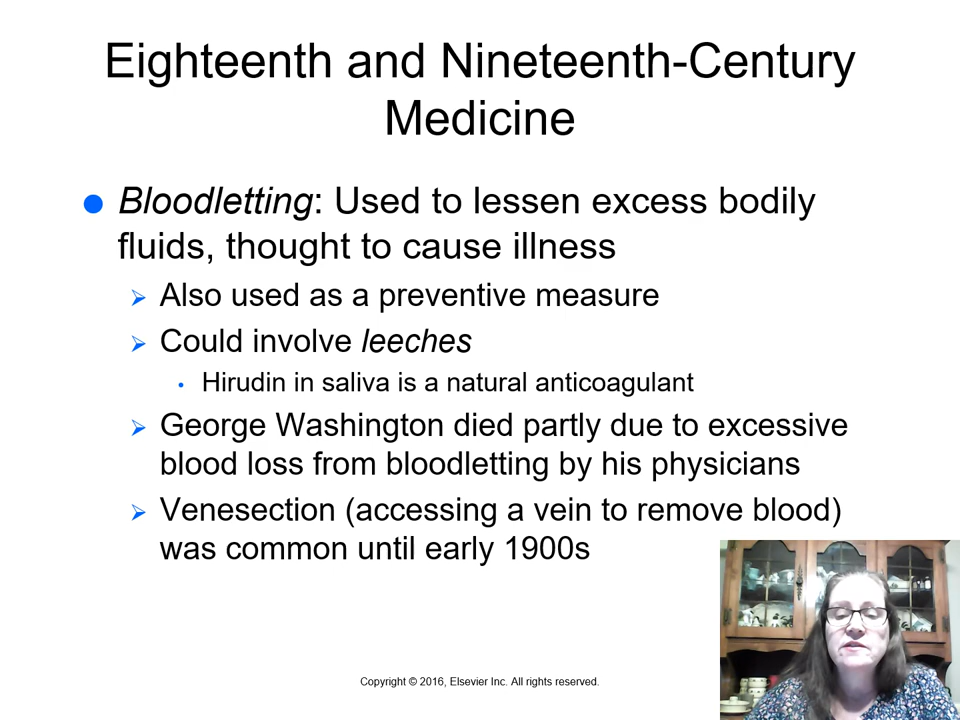 Eighteenth and Nineteenth-Century
Medicine
Bloodletting: Used to lessen excess bodily
fluids, thought to cause illness
Also used as a preventive measure
Could involve leeches
Hirudin in saliva is a natural anticoagulant
George Washington died partly due to excessive
blood loss from bloodletting by his physicians
Venesection (accessing a vein to remove blood)
was common until early 1900s
Copyright © 2016, Elsevier Inc. All rights reserved.